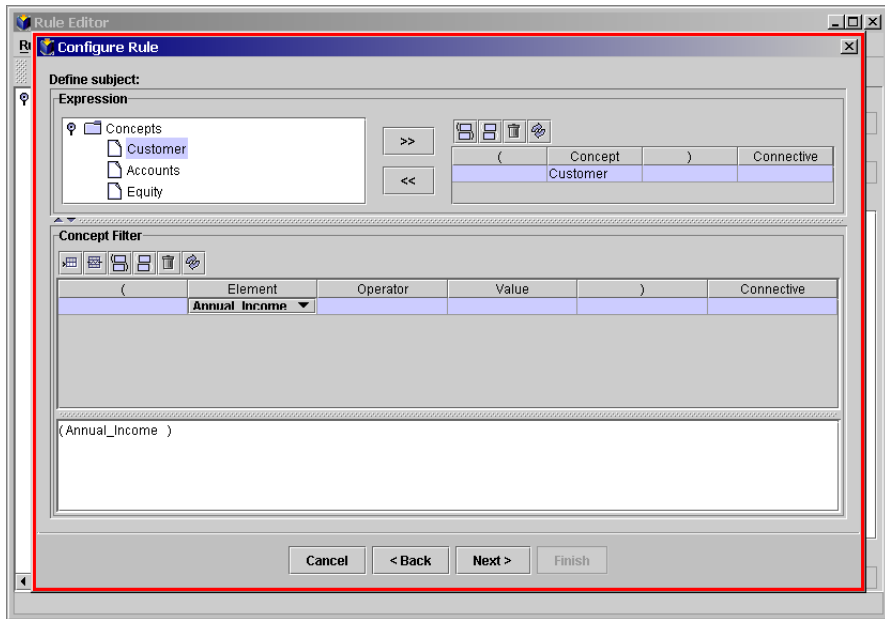 Rule Editor
Configure Rule
Define subject:
Expression
Concepts
Customer
Accounts
Equity
>>
<<
( Concept ) Connective
Customer
Concept Filter
( Element Operator Value ) Connective
Annual_Income
(Annual_Income )
Cancel < Back Next > Finish